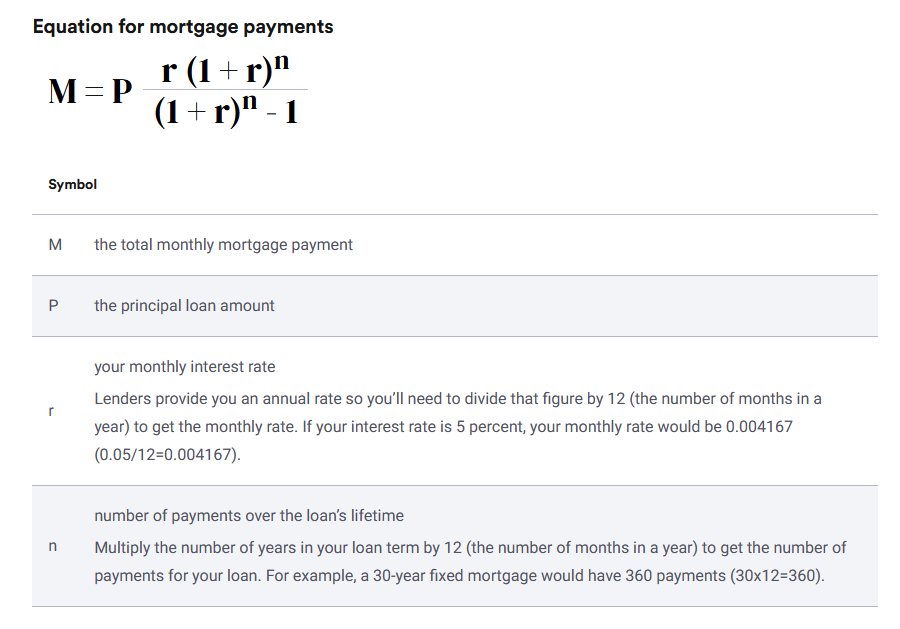 Equation for mortgage payments
M = P r (1 + r)ⁿ / (1 + r)ⁿ - 1
Symbol
M the total monthly mortgage payment
P the principal loan amount
your monthly interest rate
r Lenders provide you an annual rate so you’ll need to divide that figure by 12 (the number of months in a
year) to get the monthly rate. If your interest rate is 5 percent, your monthly rate would be 0.004167
(0.05/12=0.004167).
number of payments over the loan’s lifetime
n Multiply the number of years in your loan term by 12 (the number of months in a year) to get the number of
payments for your loan. For example, a 30-year fixed mortgage would have 360 payments (30x12=360).